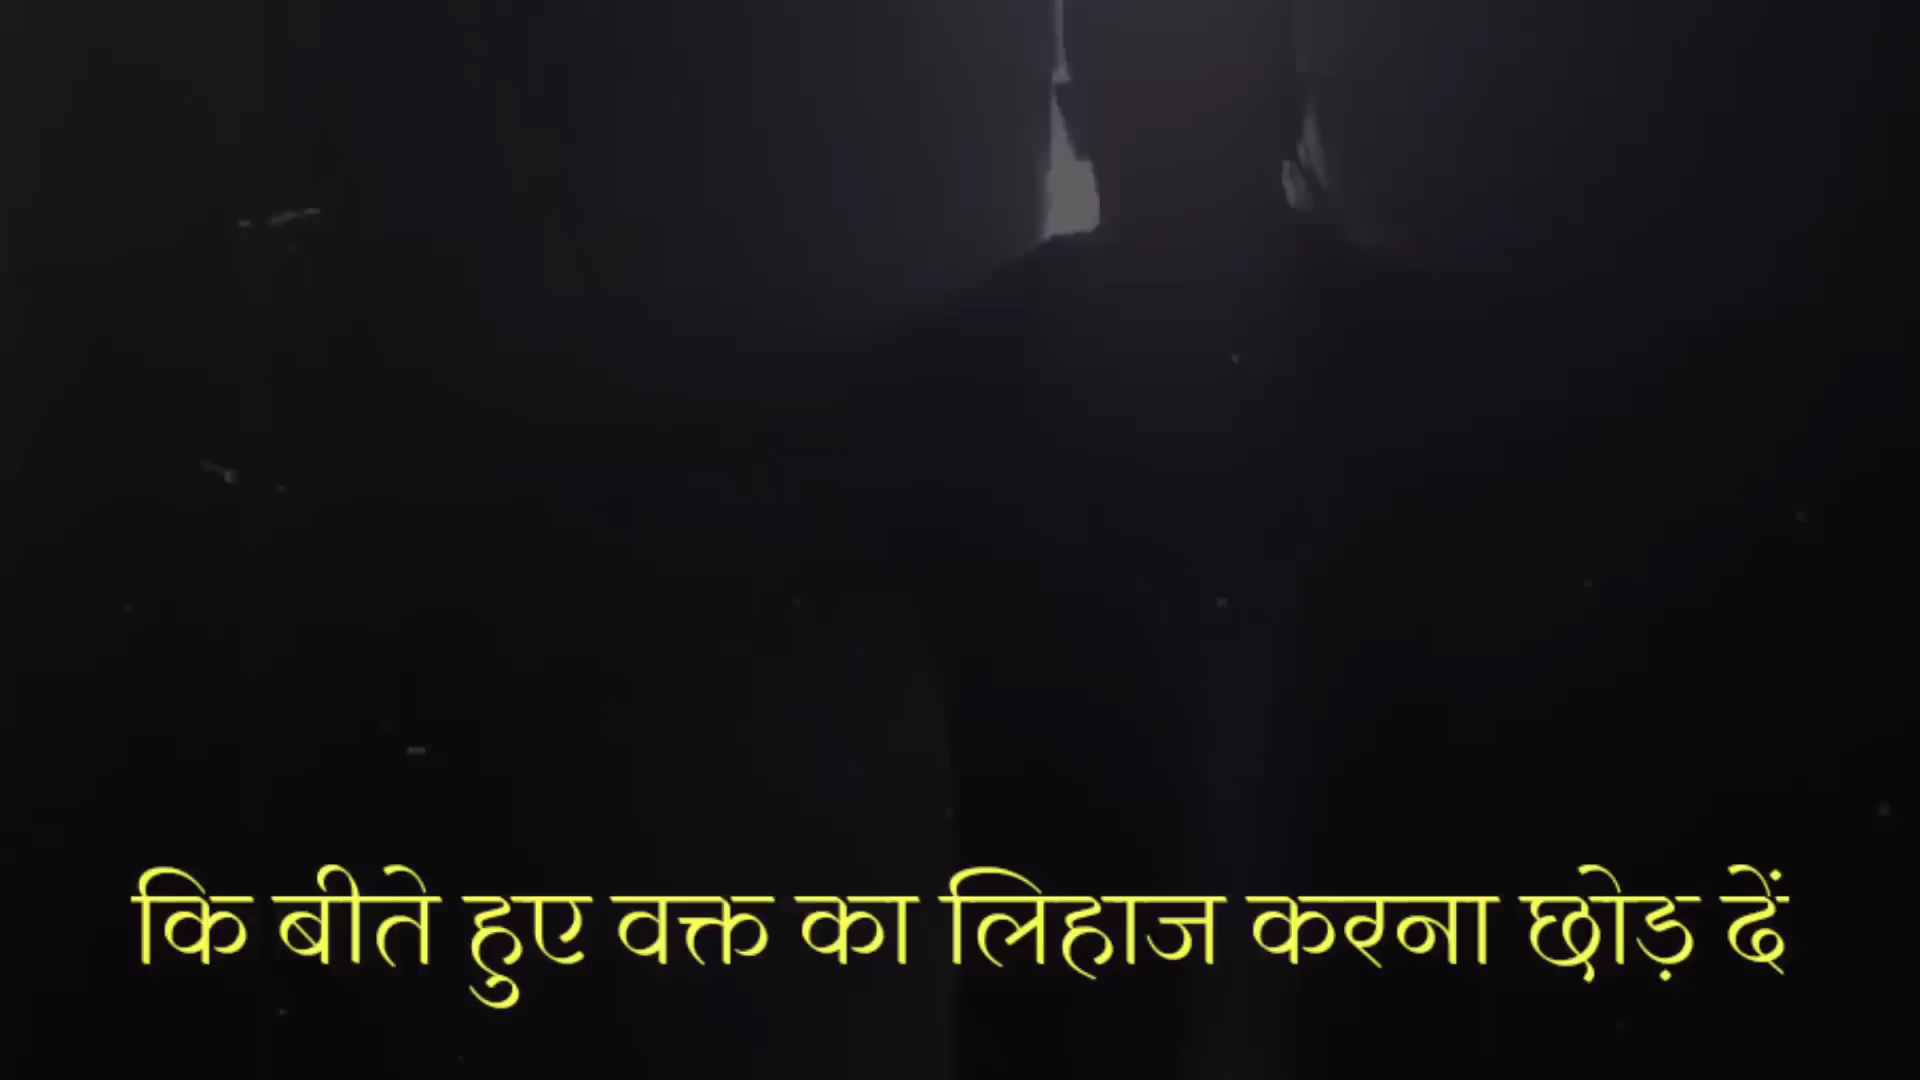 कि बीते हुए वक्त का लिहाज करना छोड़ दें